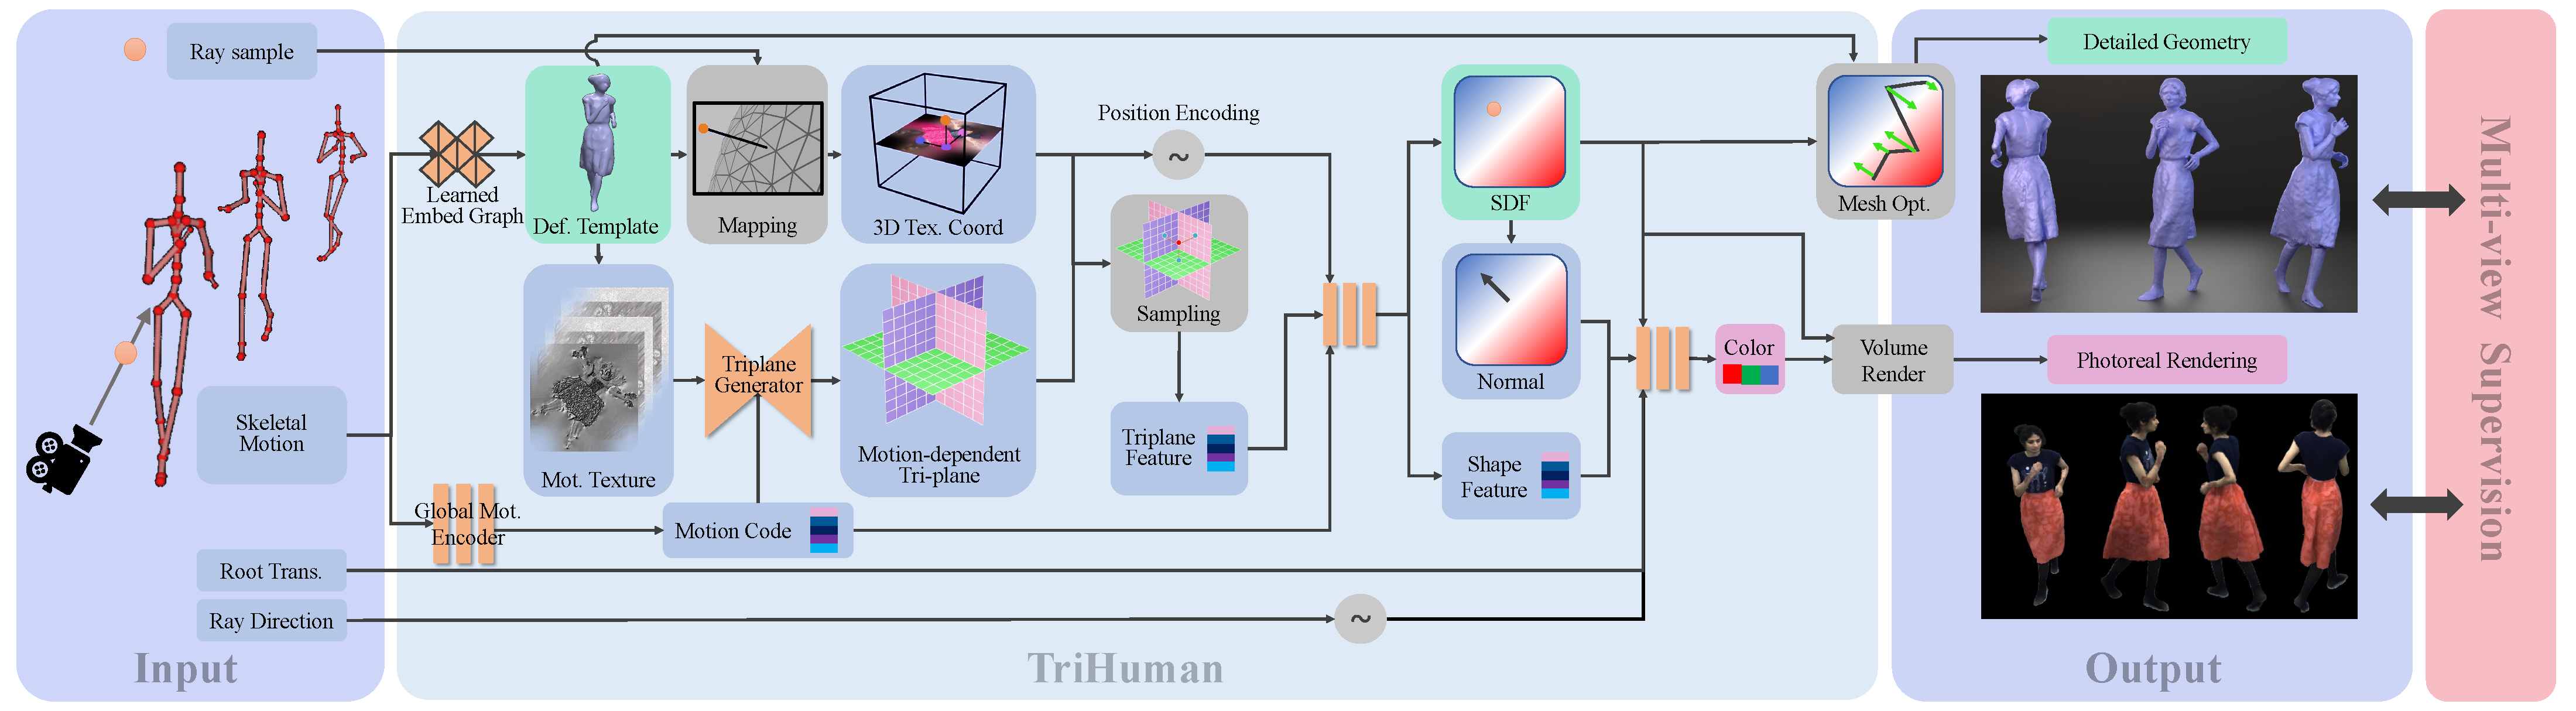 Ray sample
Skeletal
Motion
Root Trans.
Ray Direction
Input
Learned
Embed Graph
Def. Template
Mapping
3D Tex. Coord
Position Encoding
~
Sampling
Mot. Texture
Triplane
Generator
Motion-dependent
Tri-plane
Triplane
Feature
Global Mot.
Encoder
Motion Code
~
SDF
Normal
Shape
Feature
Color
Mesh Opt.
Volume
Render
TriHuman
Detailed Geometry
Photoreal Rendering
Output
Multi-view Supervision